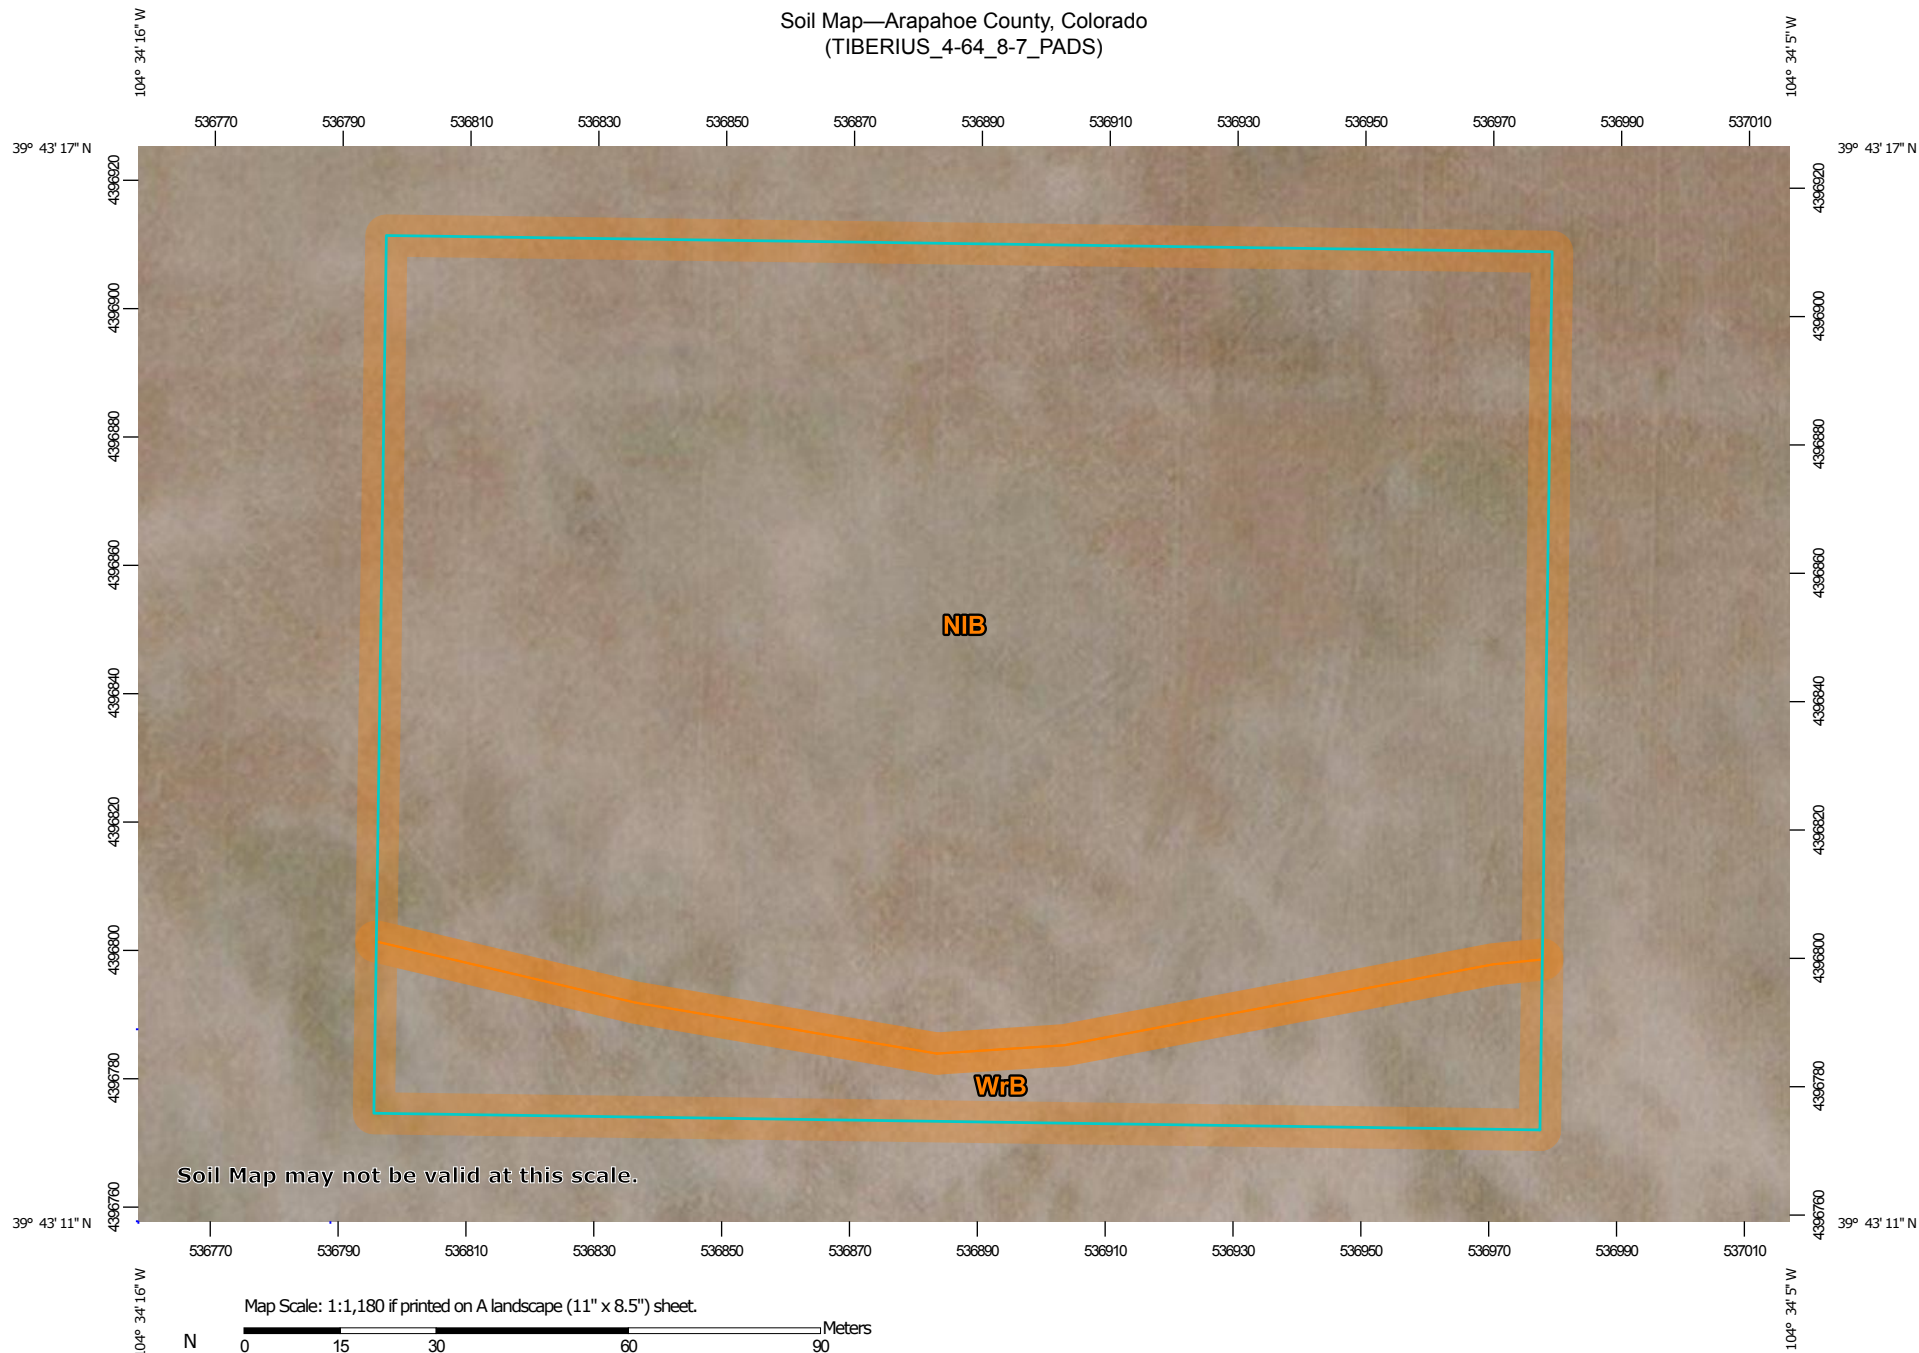 Soil Map—Arapahoe County, Colorado
(TIBERIUS_4-64_8-7_PADS)
104° 34' 16" W
104° 34' 5" W
536770 536790 536810 536830 536850 536870 536890 536910 536930 536950 536970 536990 537010
39° 43' 17" N
39° 43' 17" N
4396920
4396900
4396880
4396860
4396840
4396820
4396800
4396780
4396760
4396920
4396900
4396880
4396860
4396840
4396820
4396800
4396780
4396760
NlB
WrB
Soil Map may not be valid at this scale.
39° 43' 11" N
39° 43' 11" N
536770 536790 536810 536830 536850 536870 536890 536910 536930 536950 536970 536990 537010
104° 34' 16" W
104° 34' 5" W
Map Scale: 1:1,180 if printed on A landscape (11" x 8.5") sheet.
Meters
N
0 15 30 60 90